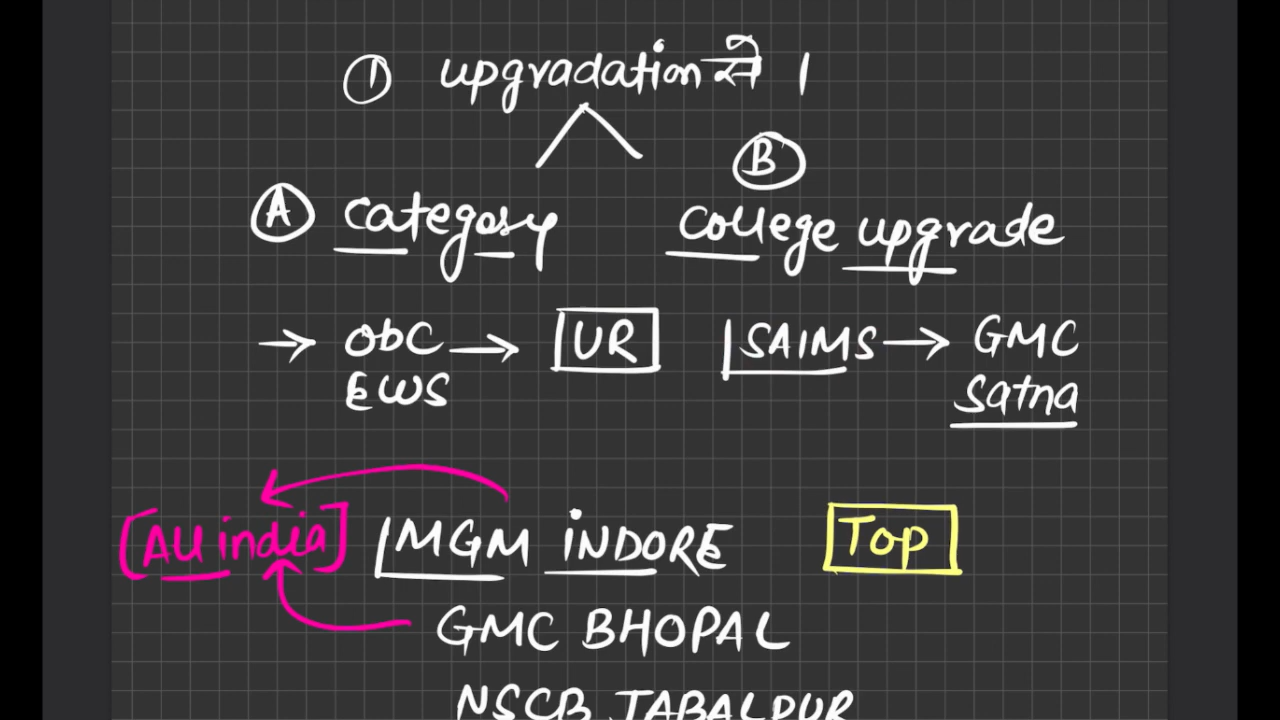 ① upgradation से ।
Ⓑ
Ⓐ category college upgrade
→ ObC → UR SAIMS → GMC
EWS Satna
[All india] MGM INDORE Top
GMC BHOPAL
NSCB JABALPUR